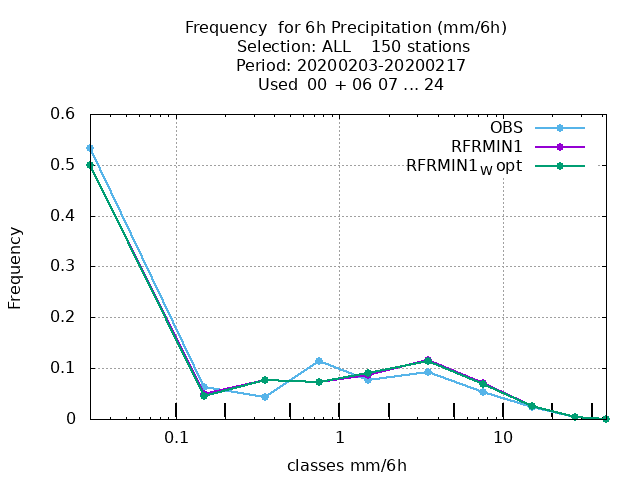 Frequency for 6h Precipitation (mm/6h)
Selection: ALL 150 stations
Period: 20200203-20200217
Used 00 + 06 07 ... 24
0.6
0.5
0.4
0.3
0.2
0.1
0
Frequency
OBS
RFRMIN1
RFRMIN1W opt
0.1 1 10
classes mm/6h